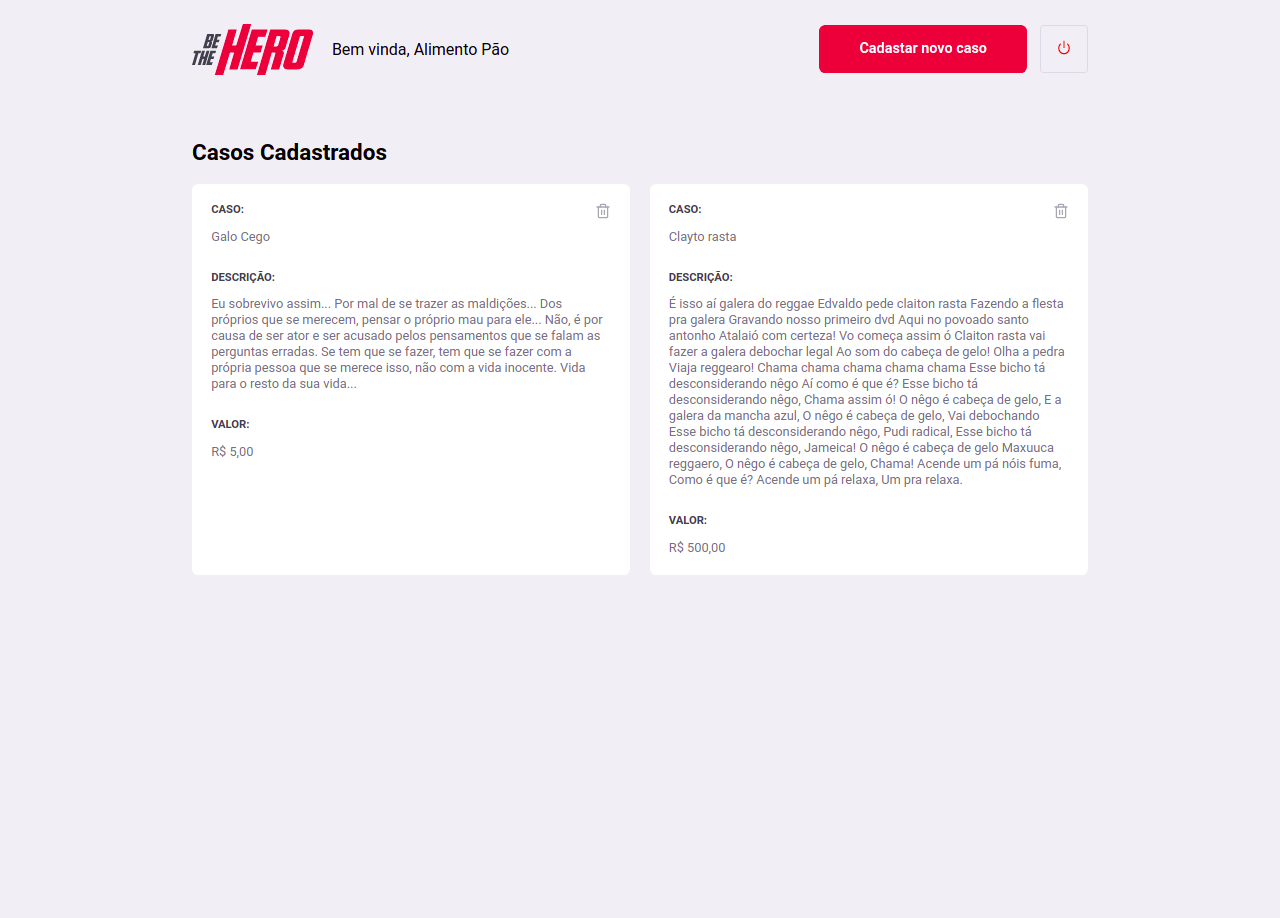 BE THE HERO
Bem vinda, Alimento Pão
Cadastar novo caso
Casos Cadastrados
CASO:
Galo Cego
DESCRIÇÃO:
Eu sobrevivo assim... Por mal de se trazer as maldições... Dos
próprios que se merecem, pensar o próprio mau para ele... Não, é por
causa de ser ator e ser acusado pelos pensamentos que se falam as
perguntas erradas. Se tem que se fazer, tem que se fazer com a
própria pessoa que se merece isso, não com a vida inocente. Vida
para o resto da sua vida...
VALOR:
R$ 5,00
CASO:
Clayto rasta
DESCRIÇÃO:
É isso aí galera do reggae Edvaldo pede claiton rasta Fazendo a flesta
pra galera Gravando nosso primeiro dvd Aqui no povoado santo
antonho Atalaió com certeza! Vo começa assim ó Claiton rasta vai
fazer a galera debochar legal Ao som do cabeça de gelo! Olha a pedra
Viaja reggearo! Chama chama chama chama chama Esse bicho tá
desconsiderando nêgo Aí como é que é? Esse bicho tá
desconsiderando nêgo, Chama assim ó! O nêgo é cabeça de gelo, E a
galera da mancha azul, O nêgo é cabeça de gelo, Vai debochando
Esse bicho tá desconsiderando nêgo, Pudi radical, Esse bicho tá
desconsiderando nêgo, Jameica! O nêgo é cabeça de gelo Maxuuca
reggaero, O nêgo é cabeça de gelo, Chama! Acende um pá nóis fuma,
Como é que é? Acende um pá relaxa, Um pra relaxa.
VALOR:
R$ 500,00